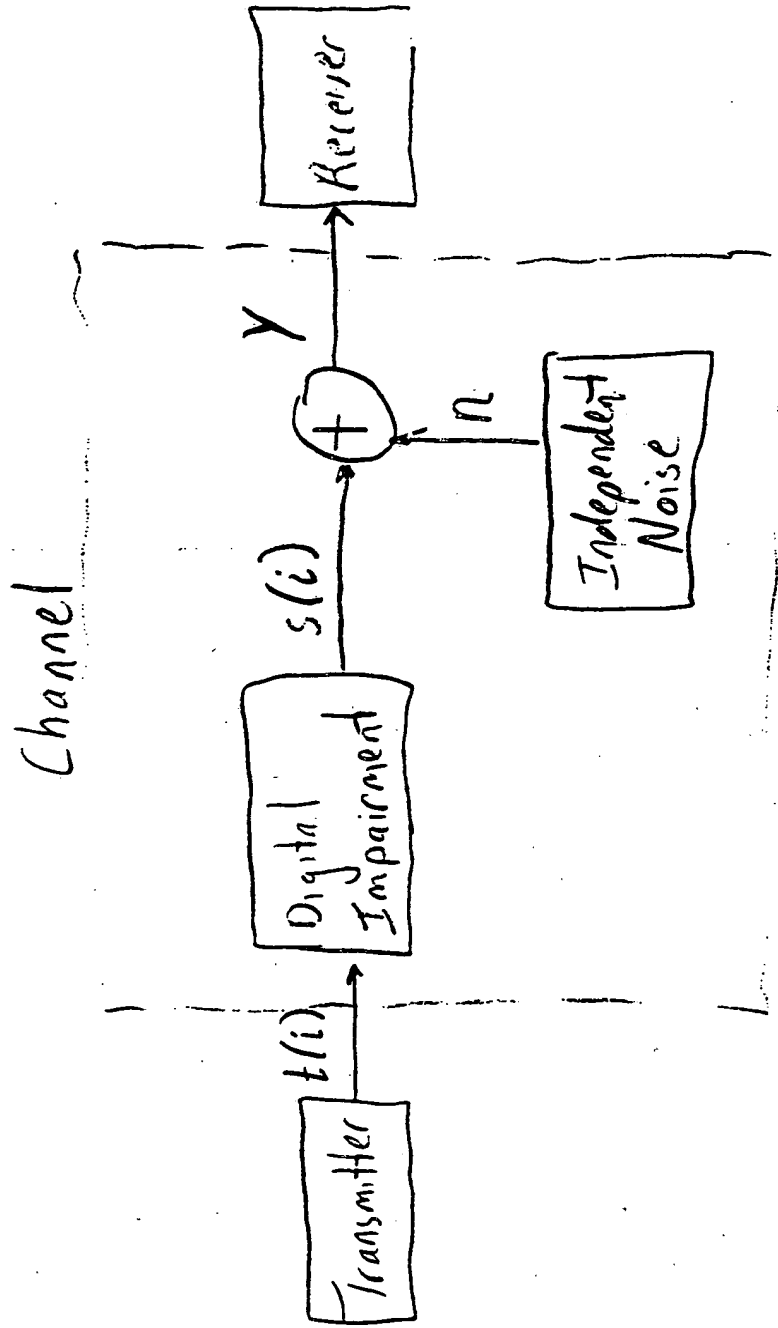 Channel
Transmitter
t(i)
Digital
Impairment
s(i)
+
n
Independent
Noise
Y
Receiver